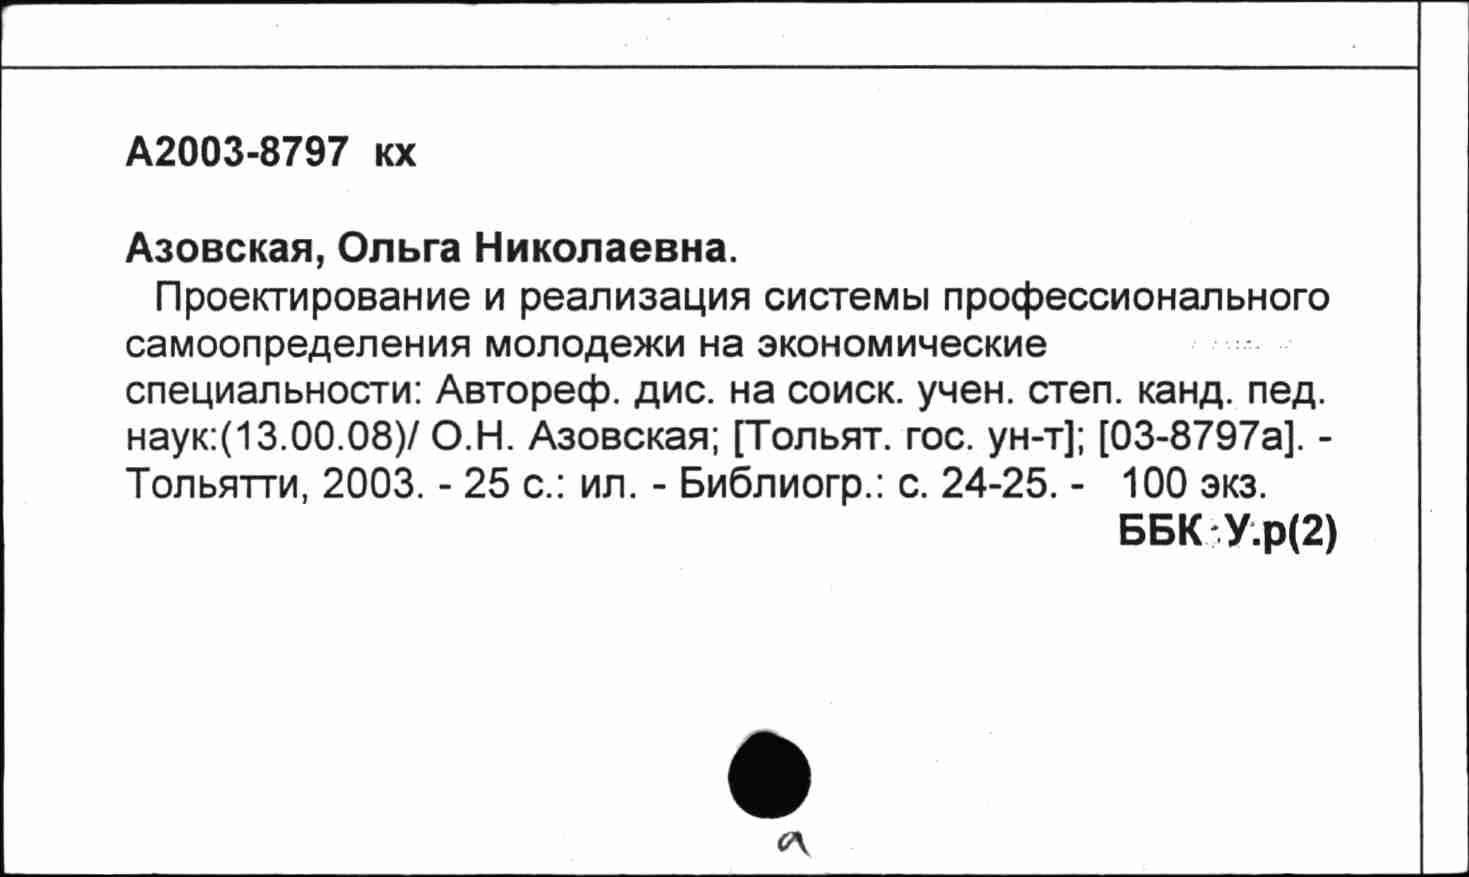 А2003-8797 кх
Азовская, Ольга Николаевна.
Проектирование и реализация системы профессионального
самоопределения молодежи на экономические
специальности: Автореф. дис. на соиск. учен. степ. канд. пед.
наук:(13.00.08)/ О.Н. Азовская; [Тольят. гос. ун-т]; [03-8797а]. -
Тольятти, 2003. - 25 с.: ил. - Библиогр.: с. 24-25. - 100 экз.
ББК У.р(2)
а